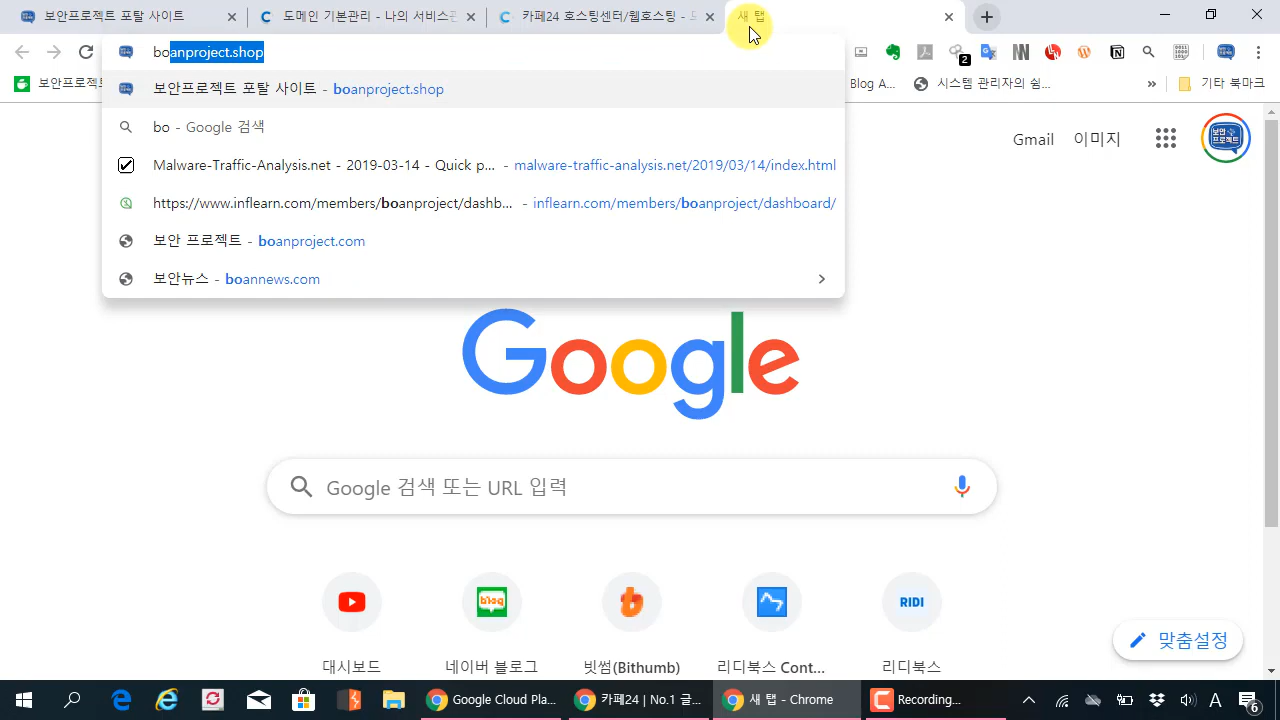 보안프로젝트 포탈 사이트
도메인 기본관리 - 나의 서비스관
카페24 호스팅센터/웹호스팅 - 도
새 탭
boanproject.shop
보안프로젝트
Blog A...
시스템 관리자의 쉼...
»
기타 북마크
2
보안프로젝트 포탈 사이트 - boanproject.shop
bo - Google 검색
Malware-Traffic-Analysis.net - 2019-03-14 - Quick p... - malware-traffic-analysis.net/2019/03/14/index.html
https://www.inflearn.com/members/boanproject/dashb... - inflearn.com/members/boanproject/dashboard/
보안 프로젝트 - boanproject.com
보안뉴스 - boannews.com
Gmail
이미지
보안
프로젝트
Google
Google 검색 또는 URL 입력
blog
RIDI
대시보드
네이버 블로그
빗썸(Bithumb)
리디북스 Cont...
리디북스
맞춤설정
Google Cloud Pla...
카페24 | No.1 글...
새 탭 - Chrome
Recording...
A
6